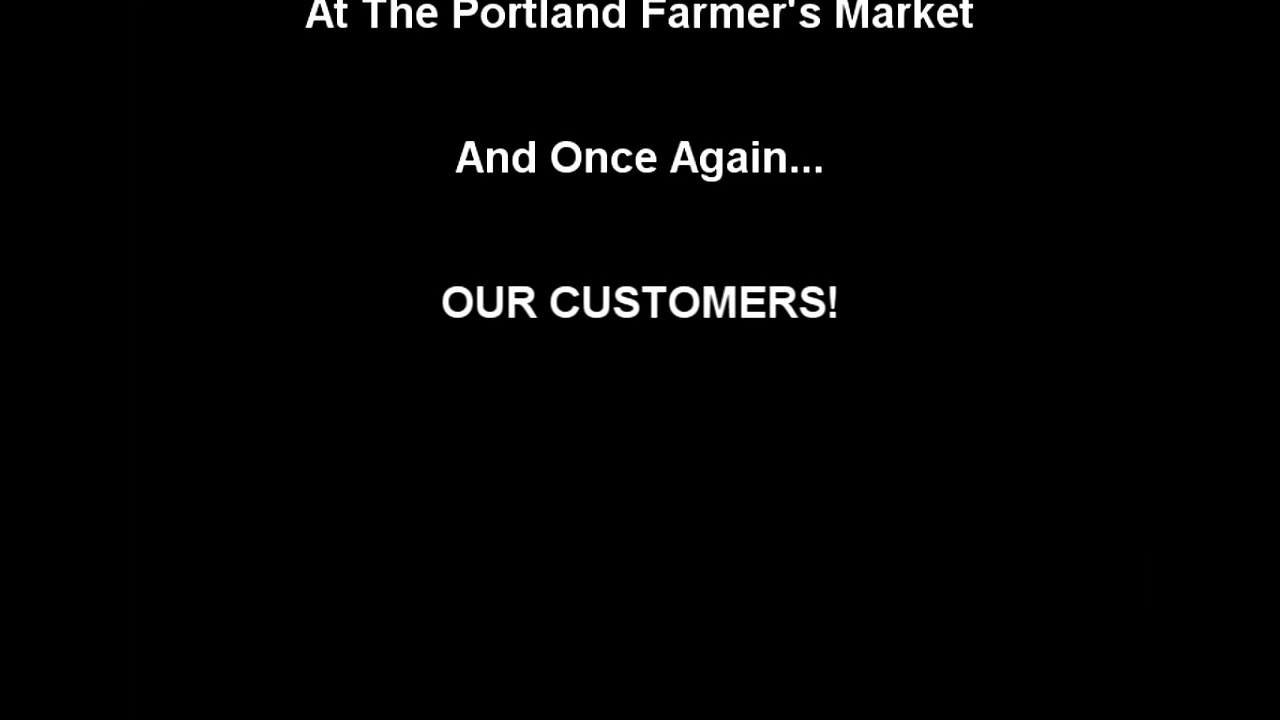 At The Portland Farmer's Market
And Once Again...
OUR CUSTOMERS!